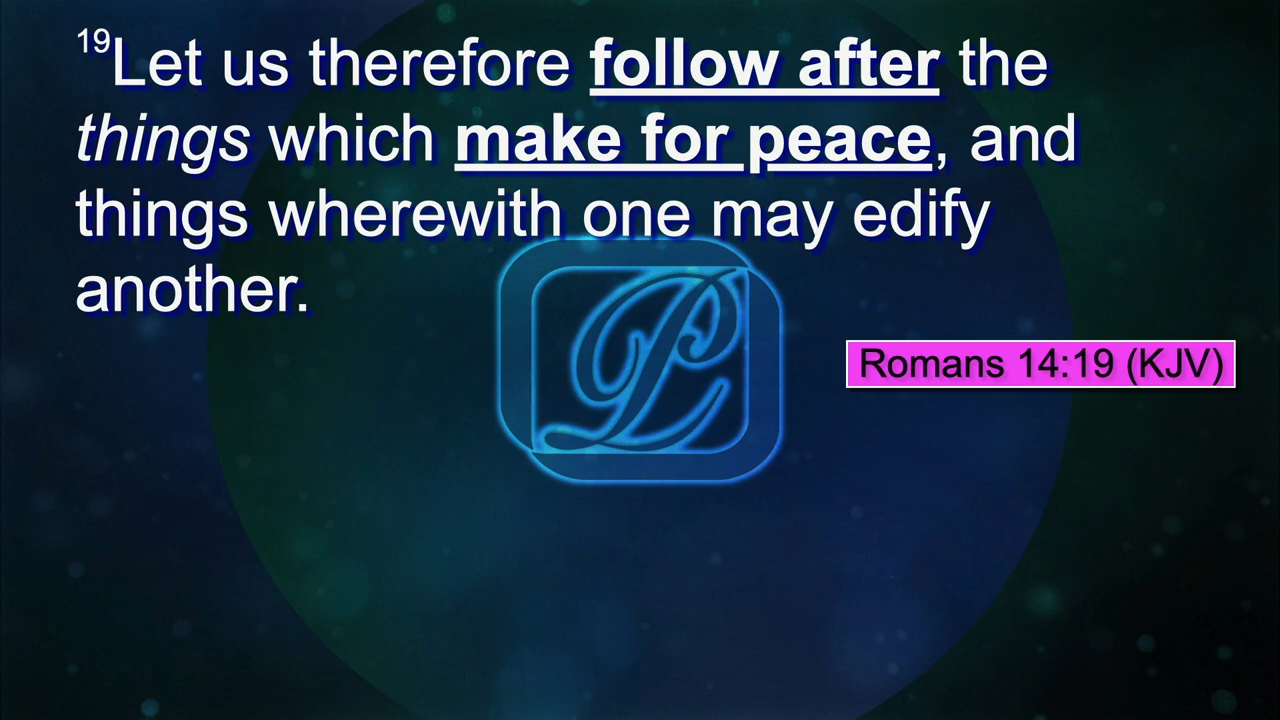 19Let us therefore follow after the
things which make for peace, and
things wherewith one may edify
another.
Romans 14:19 (KJV)